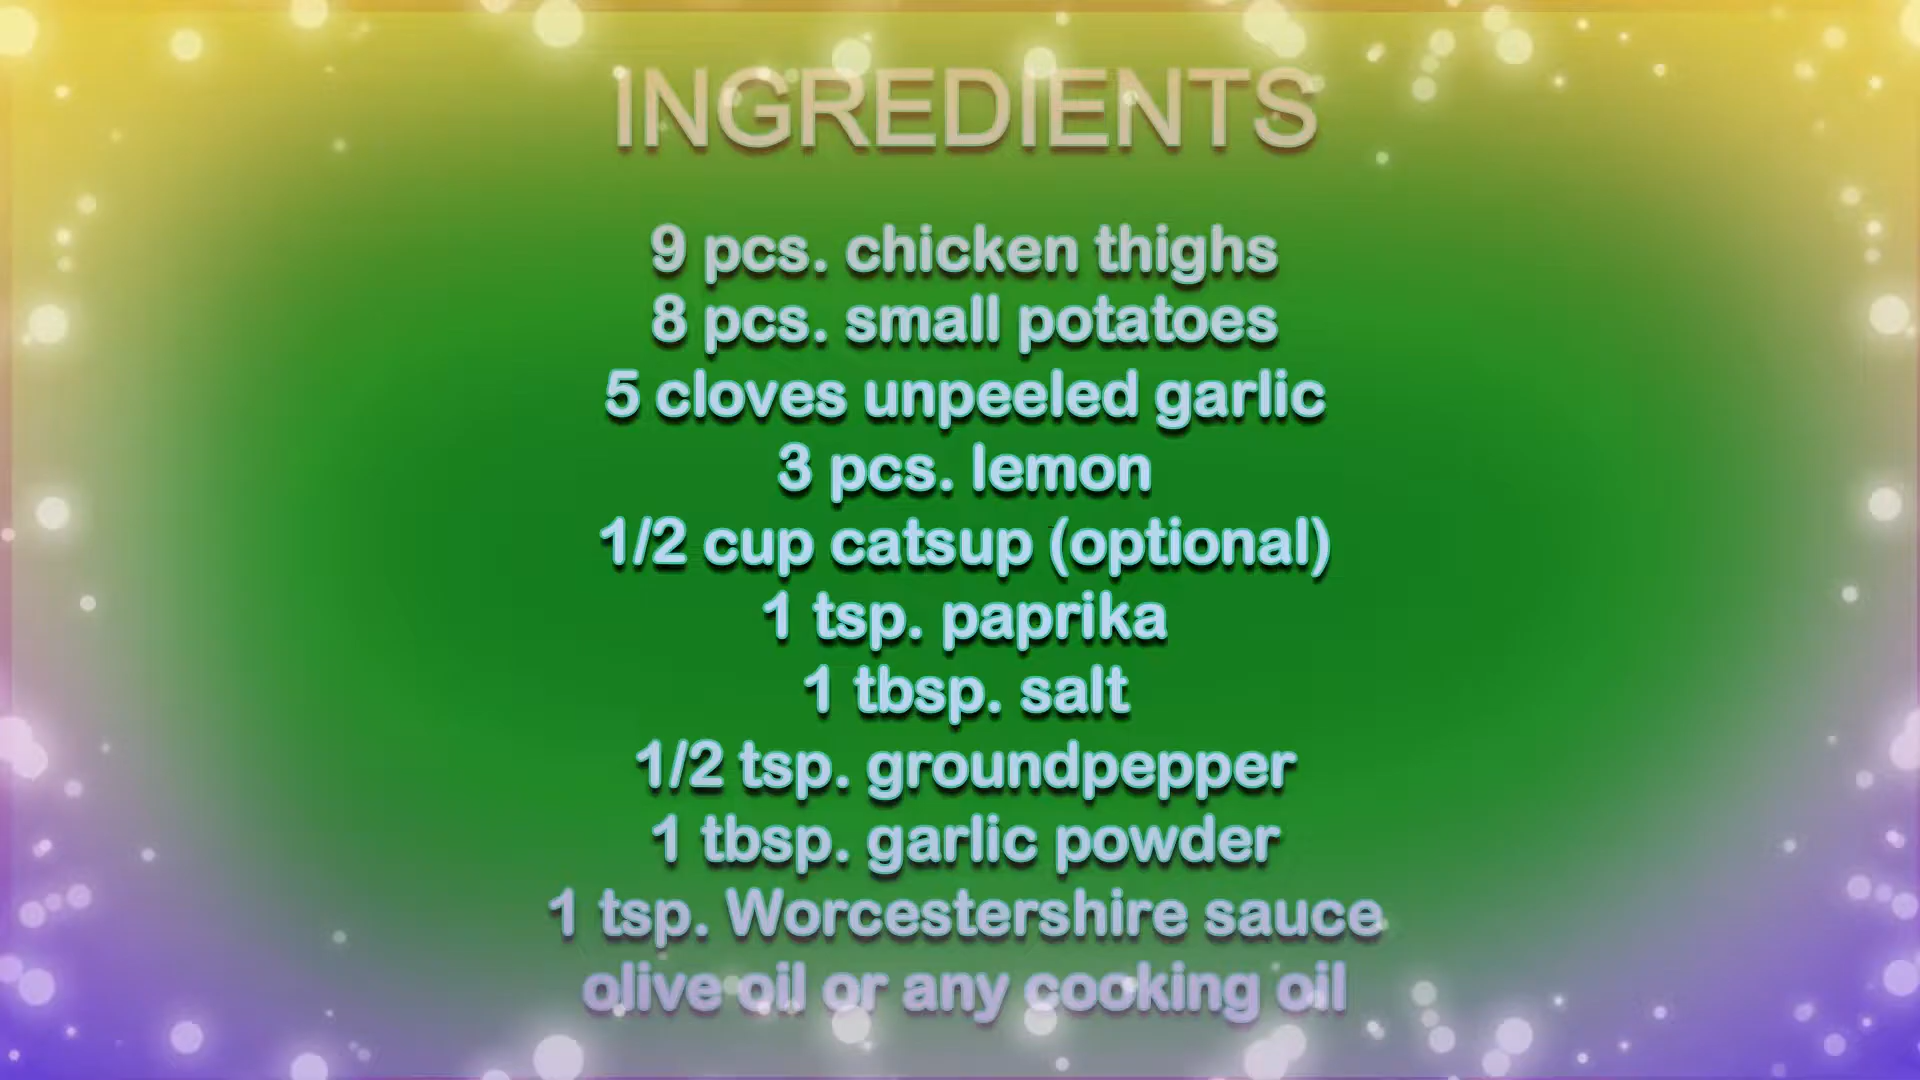 INGREDIENTS
9 pcs. chicken thighs
8 pcs. small potatoes
5 cloves unpeeled garlic
3 pcs. lemon
1/2 cup catsup (optional)
1 tsp. paprika
1 tbsp. salt
1/2 tsp. groundpepper
1 tbsp. garlic powder
1 tsp. Worcestershire sauce
olive oil or any cooking oil